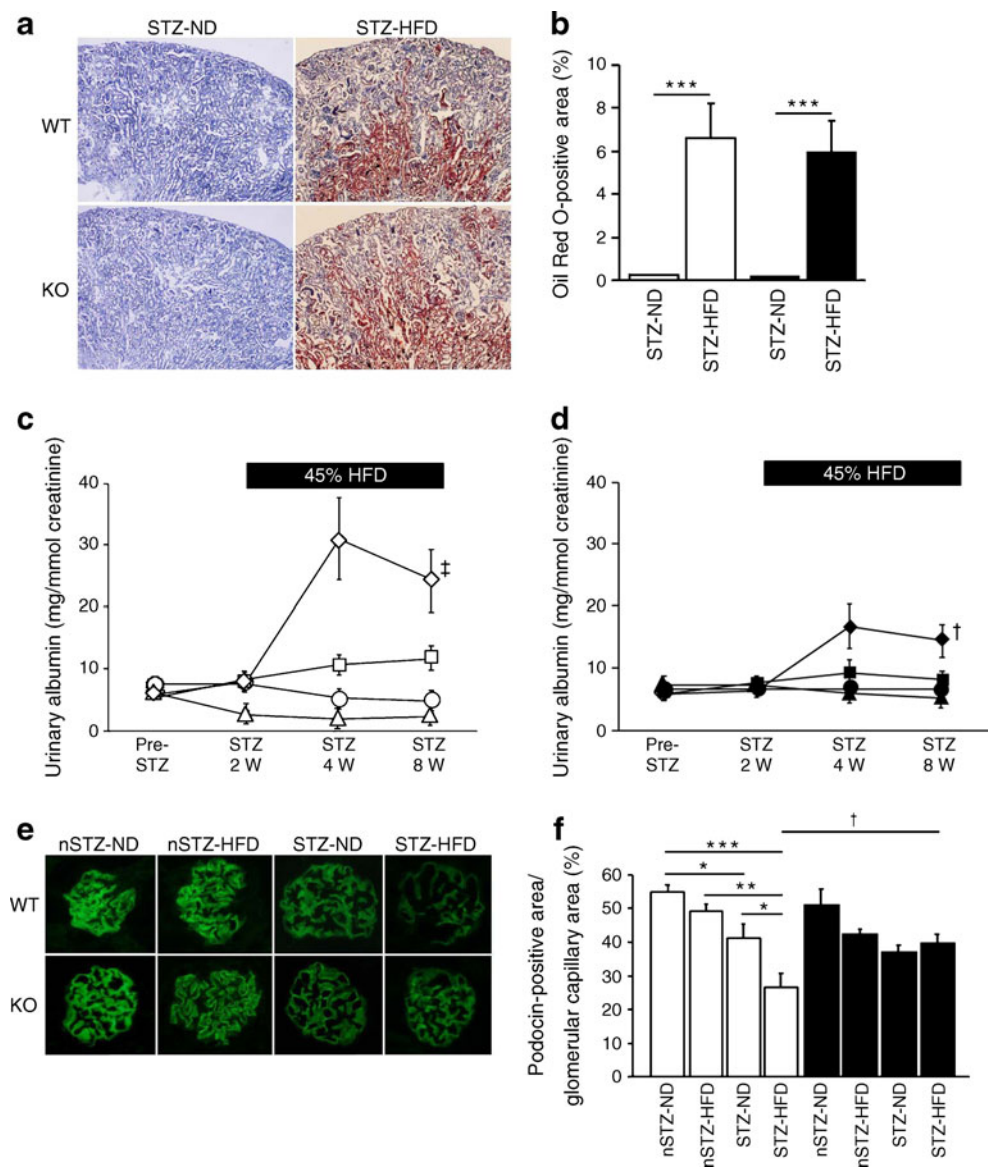 a
STZ-ND STZ-HFD
WT
KO
b
Oil Red O-positive area (%)
10
8
6
4
2
0
*** ***
STZ-ND
STZ-HFD
STZ-ND
STZ-HFD
c
Urinary albumin (mg/mmol creatinine)
45% HFD
40
30
20
10
0
‡
Pre-STZ
STZ 2 W
STZ 4 W
STZ 8 W
d
Urinary albumin (mg/mmol creatinine)
45% HFD
40
30
20
10
0
†
Pre-STZ
STZ 2 W
STZ 4 W
STZ 8 W
e
nSTZ-ND nSTZ-HFD STZ-ND STZ-HFD
WT
KO
f
Podocin-positive area/
glomerular capillary area (%)
60
50
40
30
20
10
0
†
***
*
**
*
nSTZ-ND
nSTZ-HFD
STZ-ND
STZ-HFD
nSTZ-ND
nSTZ-HFD
STZ-ND
STZ-HFD